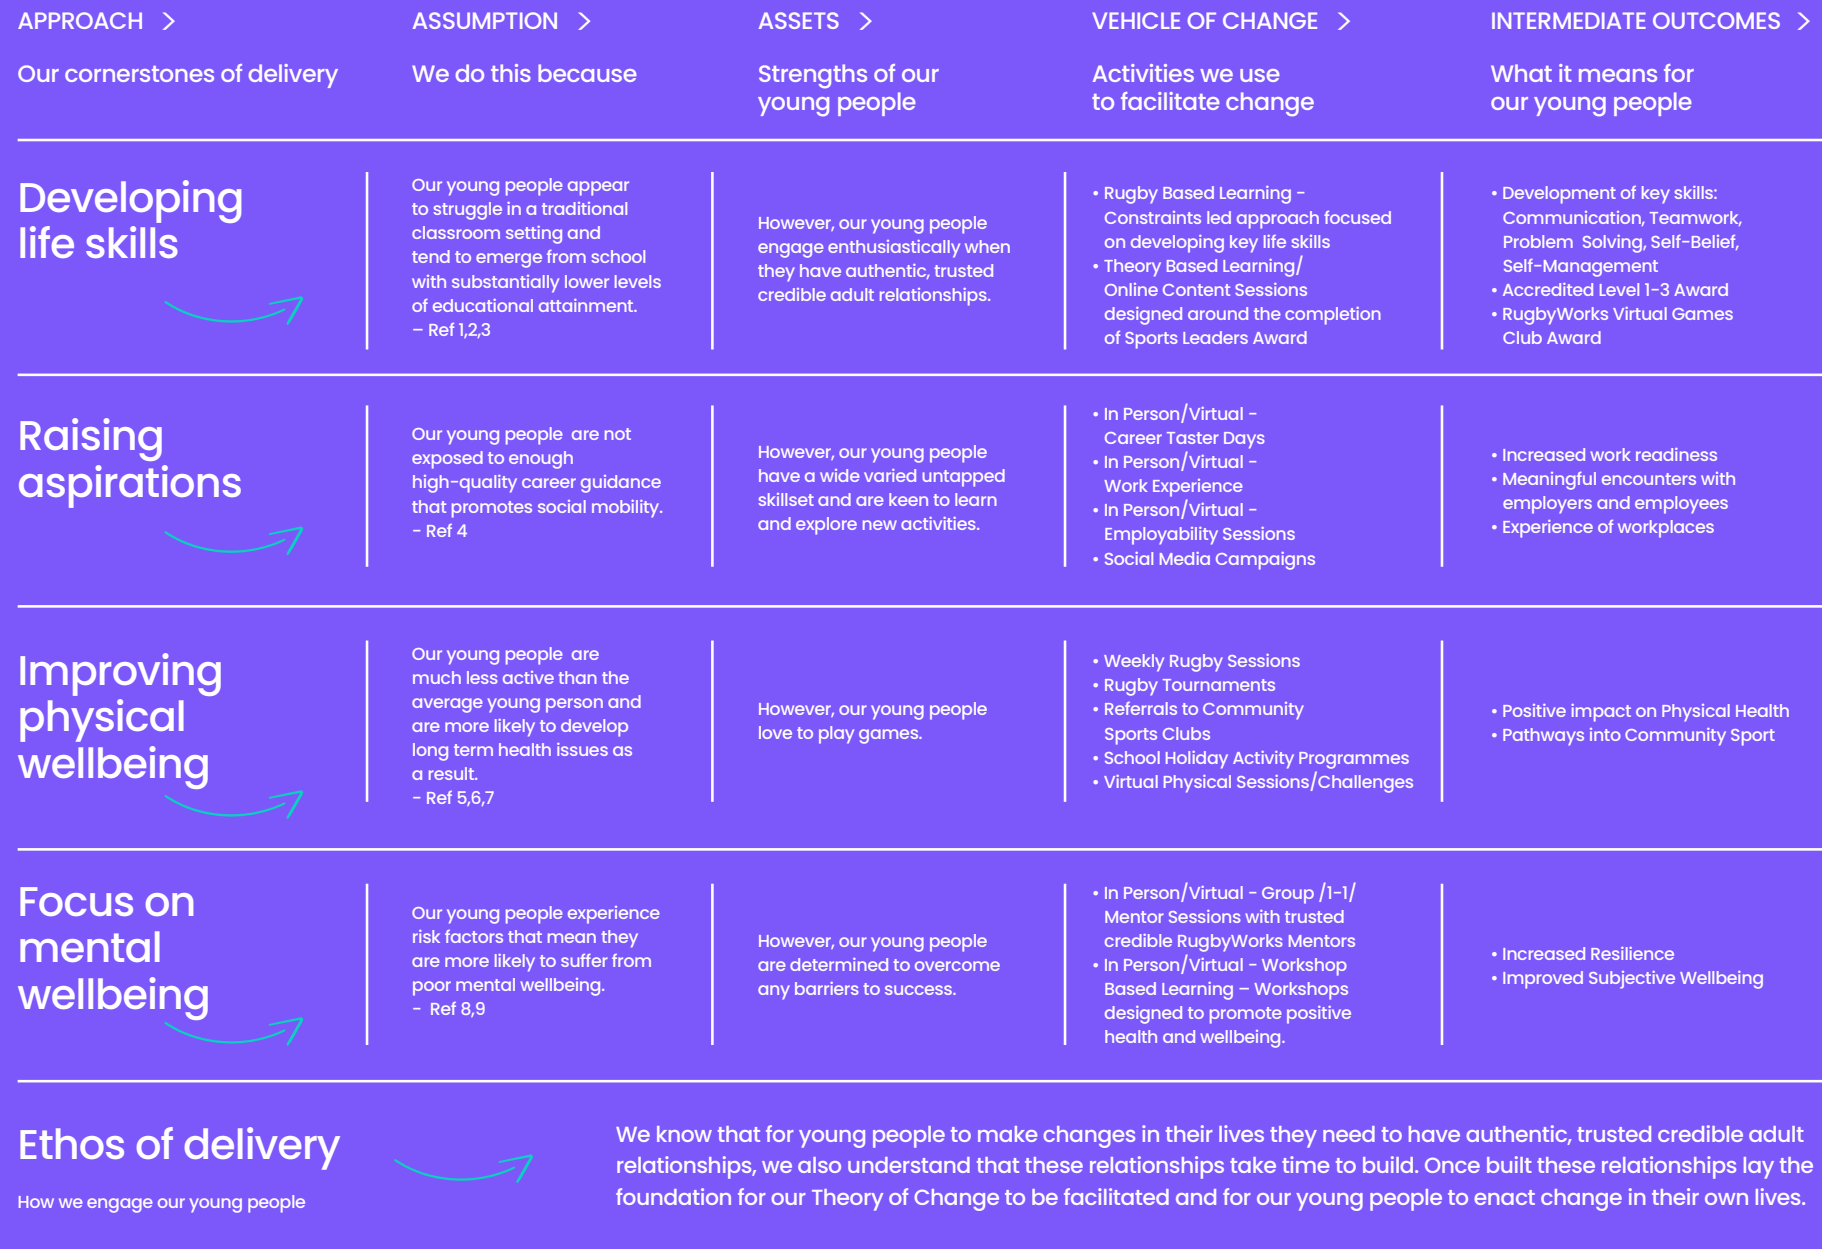 APPROACH >
ASSUMPTION >
ASSETS >
VEHICLE OF CHANGE >
INTERMEDIATE OUTCOMES >
Our cornerstones of delivery
We do this because
Strengths of our
young people
Activities we use
to facilitate change
What it means for
our young people
Developing
life skills
Our young people appear
to struggle in a traditional
classroom setting and
tend to emerge from school
with substantially lower levels
of educational attainment.
– Ref 1,2,3
However, our young people
engage enthusiastically when
they have authentic, trusted
credible adult relationships.
• Rugby Based Learning -
Constraints led approach focused
on developing key life skills
• Theory Based Learning/
Online Content Sessions
designed around the completion
of Sports Leaders Award
• Development of key skills:
Communication, Teamwork,
Problem Solving, Self-Belief,
Self-Management
• Accredited Level 1-3 Award
• RugbyWorks Virtual Games
Club Award
Raising
aspirations
Our young people are not
exposed to enough
high-quality career guidance
that promotes social mobility.
- Ref 4
However, our young people
have a wide varied untapped
skillset and are keen to learn
and explore new activities.
• In Person/Virtual -
Career Taster Days
• In Person/Virtual -
Work Experience
• In Person/Virtual -
Employability Sessions
• Social Media Campaigns
• Increased work readiness
• Meaningful encounters with
employers and employees
• Experience of workplaces
Improving
physical
wellbeing
Our young people are
much less active than the
average young person and
are more likely to develop
long term health issues as
a result.
- Ref 5,6,7
However, our young people
love to play games.
• Weekly Rugby Sessions
• Rugby Tournaments
• Referrals to Community
Sports Clubs
• School Holiday Activity Programmes
• Virtual Physical Sessions/Challenges
• Positive impact on Physical Health
• Pathways into Community Sport
Focus on
mental
wellbeing
Our young people experience
risk factors that mean they
are more likely to suffer from
poor mental wellbeing.
- Ref 8,9
However, our young people
are determined to overcome
any barriers to success.
• In Person/Virtual - Group /1-1/
Mentor Sessions with trusted
credible RugbyWorks Mentors
• In Person/Virtual - Workshop
Based Learning – Workshops
designed to promote positive
health and wellbeing.
• Increased Resilience
• Improved Subjective Wellbeing
Ethos of delivery
How we engage our young people
We know that for young people to make changes in their lives they need to have authentic, trusted credible adult
relationships, we also understand that these relationships take time to build. Once built these relationships lay the
foundation for our Theory of Change to be facilitated and for our young people to enact change in their own lives.